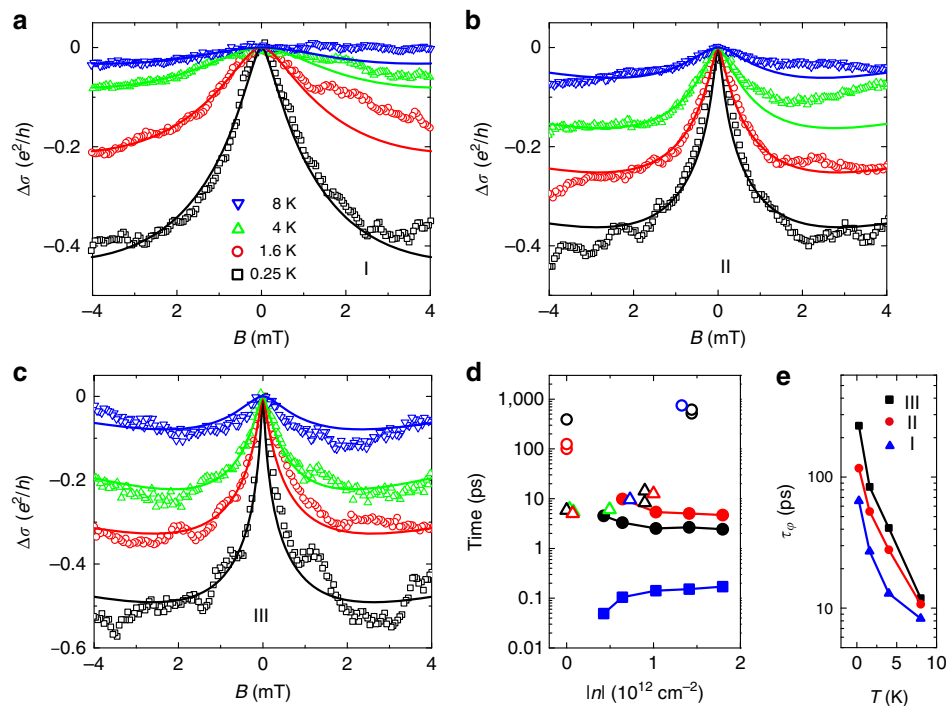 a
0
−0.2
−0.4
Δσ (e²/h)
8 K
4 K
1.6 K
0.25 K
I
−4 −2 0 2 4
B (mT)
b
0
−0.2
−0.4
Δσ (e²/h)
II
−4 −2 0 2 4
B (mT)
c
0
−0.2
−0.4
−0.6
Δσ (e²/h)
III
−4 −2 0 2 4
B (mT)
d
1,000
100
10
1
0.1
0.01
Time (ps)
0 1 2
|n| (10¹² cm⁻²)
e
III
II
I
100
10
τφ (ps)
0 5 10
T (K)